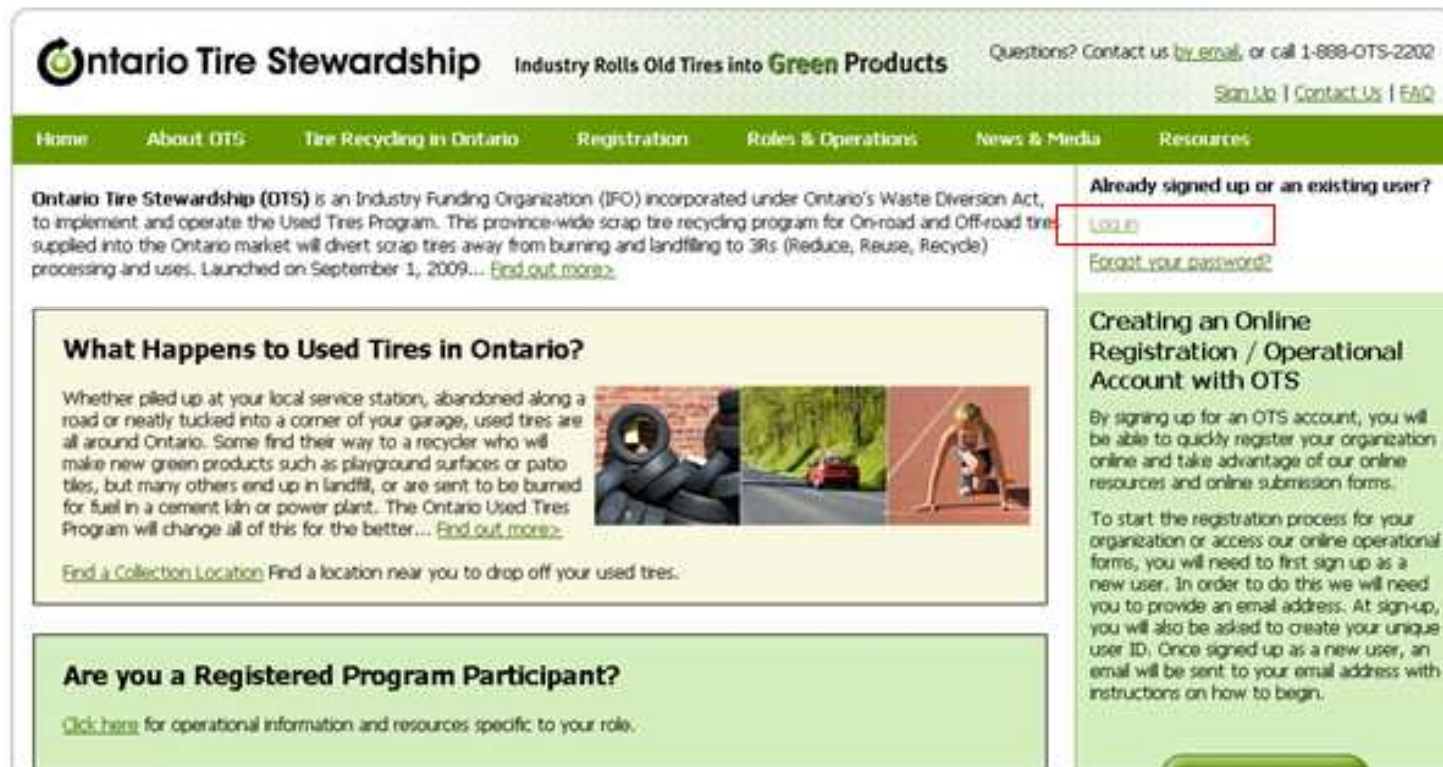 Ontario Tire Stewardship
Industry Rolls Old Tires into Green Products
Questions? Contact us by email, or call 1-888-OTS-2202
Sign Up | Contact Us | FAQ
Home About OTS Tire Recycling in Ontario Registration Roles & Operations News & Media Resources
Ontario Tire Stewardship (OTS) is an Industry Funding Organization (IFO) incorporated under Ontario's Waste Diversion Act,
to implement and operate the Used Tires Program. This province-wide scrap tire recycling program for On-road and Off-road tires
supplied into the Ontario market will divert scrap tires away from burning and landfilling to 3Rs (Reduce, Reuse, Recycle)
processing and uses. Launched on September 1, 2009... Find out more>
What Happens to Used Tires in Ontario?
Whether piled up at your local service station, abandoned along a
road or neatly tucked into a corner of your garage, used tires are
all around Ontario. Some find their way to a recycler who will
make new green products such as playground surfaces or patio
tiles, but many others end up in landfill, or are sent to be burned
for fuel in a cement kiln or power plant. The Ontario Used Tires
Program will change all of this for the better... Find out more>
Find a Collection Location Find a location near you to drop off your used tires.
Are you a Registered Program Participant?
Click here for operational information and resources specific to your role.
Already signed up or an existing user?
Log in
Forgot your password?
Creating an Online
Registration / Operational
Account with OTS
By signing up for an OTS account, you will
be able to quickly register your organization
online and take advantage of our online
resources and online submission forms.
To start the registration process for your
organization or access our online operational
forms, you will need to first sign up as a
new user. In order to do this we will need
you to provide an email address. At sign-up,
you will also be asked to create your unique
user ID. Once signed up as a new user, an
email will be sent to your email address with
instructions on how to begin.